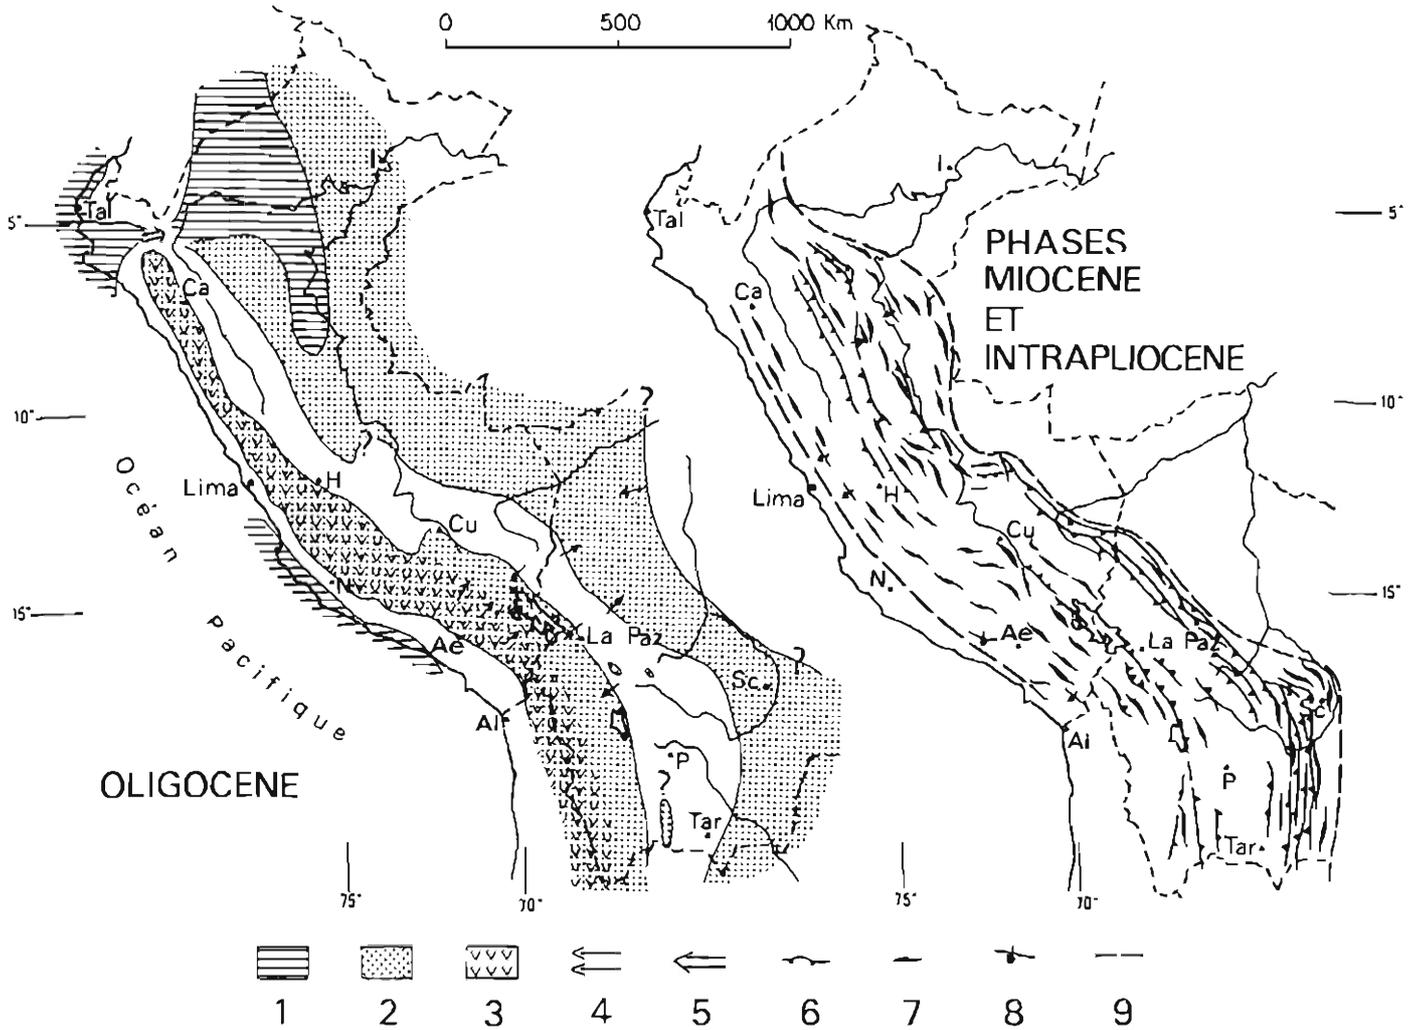 0 500 1000 Km
I
Tal
5°
Ca
10°
Lima
H
Cu
Océan
Pacifique
N
15°
Ae
La Paz
Sc
Al
P
?
?
?
?
Tar
OLIGOCENE
75°
70°
I
Tal
5°
PHASES
MIOCENE
ET
INTRAPLIOCENE
Ca
10°
Lima
H
Cu
N
15°
Ae
La Paz
Sc
Ai
P
Tar
75°
70°
1 2 3 4 5 6 7 8 9